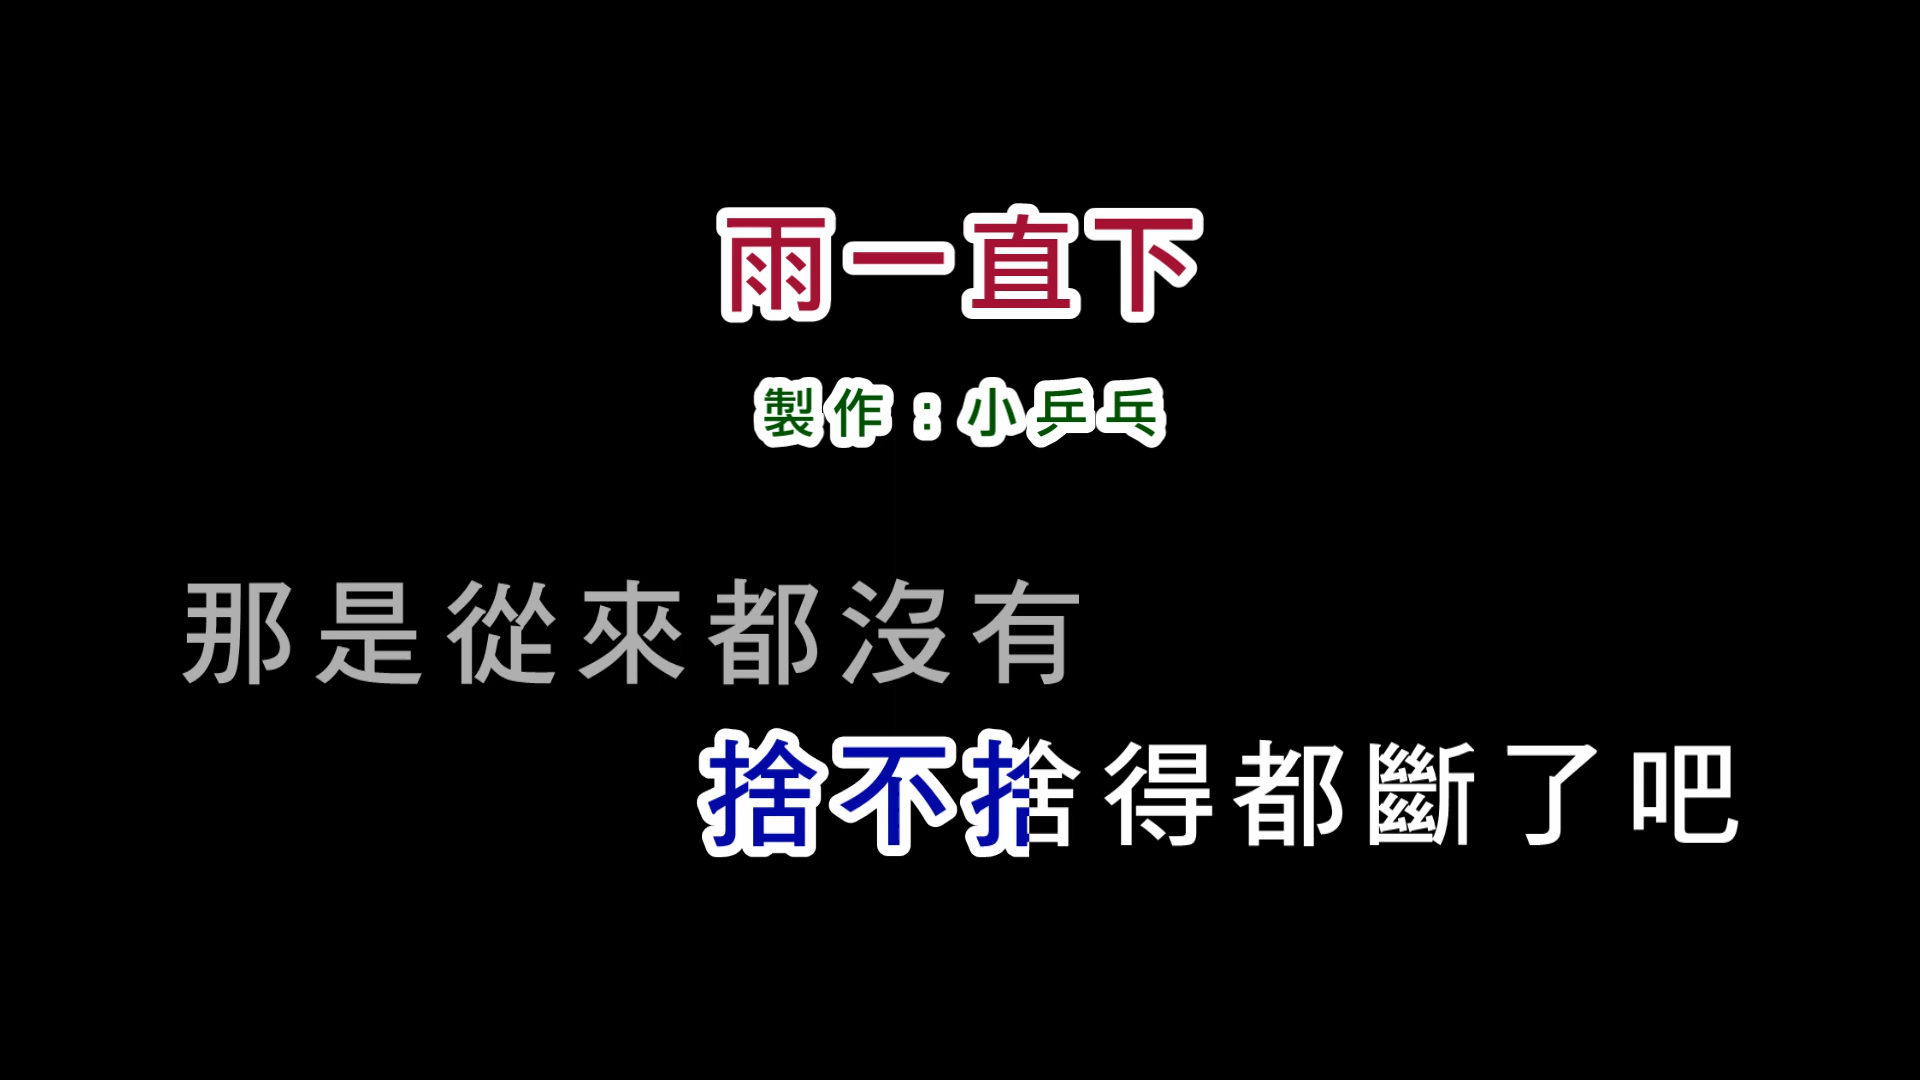 雨一直下
製作：小乒乓
那是從來都沒有
捨不捨得都斷了吧